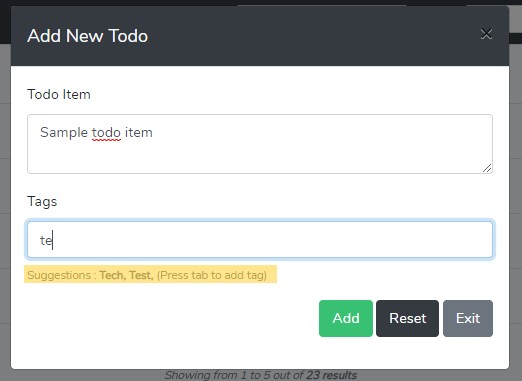 Add New Todo ×
Todo Item
Sample todo item
Tags
te
Suggestions : Tech, Test, (Press tab to add tag)
Add Reset Exit
Showing from 1 to 5 out of 23 results